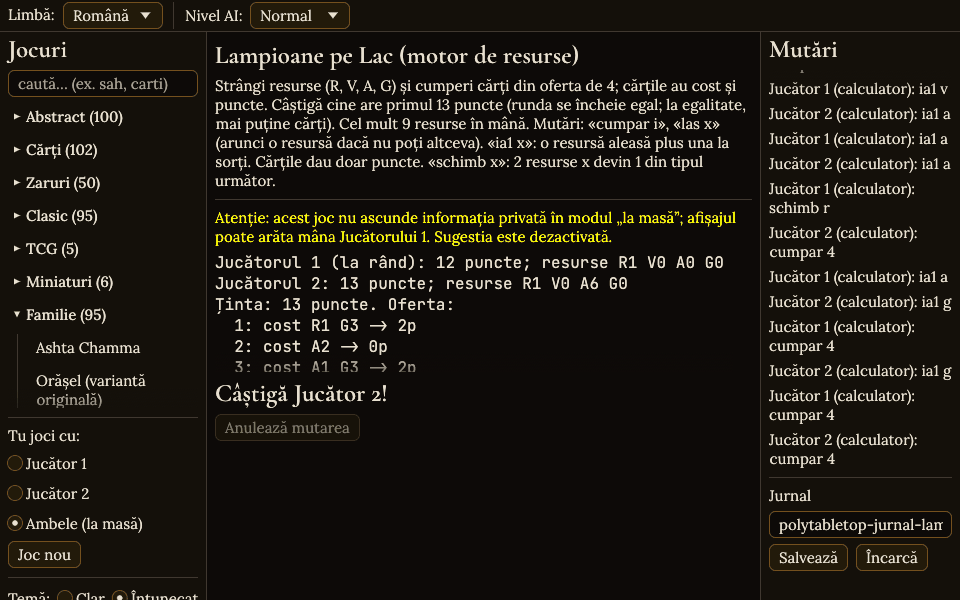 Limbă: Română Nivel AI: Normal
Jocuri
caută... (ex. sah, carti)
Abstract (100)
Cărți (102)
Zaruri (50)
Clasic (95)
TCG (5)
Miniaturi (6)
Familie (95)
Ashta Chamma
Orășel (variantă
originală)
Tu joci cu:
Jucător 1
Jucător 2
Ambele (la masă)
Joc nou
Temă: Clar Întunecat
Lampioane pe Lac (motor de resurse)
Strângi resurse (R, V, A, G) și cumperi cărți din oferta de 4; cărțile au cost și
puncte. Câștigă cine are primul 13 puncte (runda se încheie egal; la egalitate,
mai puține cărți). Cel mult 9 resurse în mână. Mutări: «cumpar i», «las x»
(arunci o resursă dacă nu poți altceva). «ia1 x»: o resursă aleasă plus una la
sorți. Cărțile dau doar puncte. «schimb x»: 2 resurse x devin 1 din tipul
următor.
Atenție: acest joc nu ascunde informația privată în modul „la masă”; afișajul
poate arăta mâna Jucătorului 1. Sugestia este dezactivată.
Jucătorul 1 (la rând): 12 puncte; resurse R1 V0 A0 G0
Jucătorul 2: 13 puncte; resurse R1 V0 A6 G0
Ținta: 13 puncte. Oferta:
1: cost R1 G3 → 2p
2: cost A2 → 0p
3: cost A1 G3 → 2p
Câștigă Jucător 2!
Anulează mutarea
Mutări
Jucător 1 (calculator): ia1 v
Jucător 2 (calculator): ia1 a
Jucător 1 (calculator): ia1 a
Jucător 2 (calculator): ia1 a
Jucător 1 (calculator):
schimb r
Jucător 2 (calculator):
cumpar 4
Jucător 1 (calculator): ia1 a
Jucător 2 (calculator): ia1 g
Jucător 1 (calculator):
cumpar 4
Jucător 2 (calculator): ia1 g
Jucător 1 (calculator):
cumpar 4
Jucător 2 (calculator):
cumpar 4
Jurnal
polytabletop-jurnal-lam
Salvează Încarcă